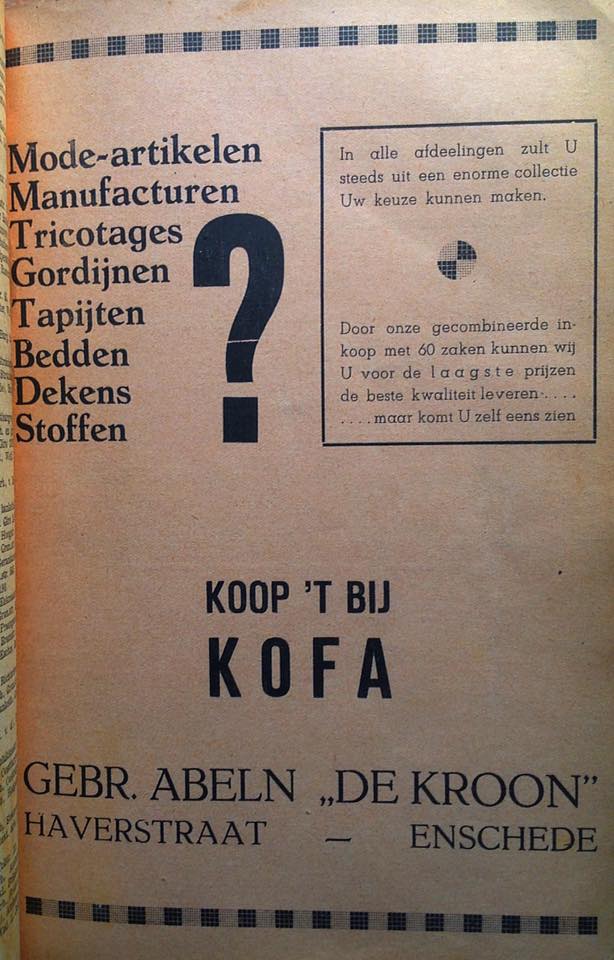 Mode-artikelen
Manufacturen
Tricotages
Gordijnen
Tapijten
Bedden
Dekens
Stoffen
?
In alle afdeelingen zult U
steeds uit een enorme collectie
Uw keuze kunnen maken.
Door onze gecombineerde in-
koop met 60 zaken kunnen wij
U voor de laagste prijzen
de beste kwaliteit leveren.....
....maar komt U zelf eens zien
KOOP 'T BIJ
KOFA
GEBR. ABELN „DE KROON”
HAVERSTRAAT — ENSCHEDE